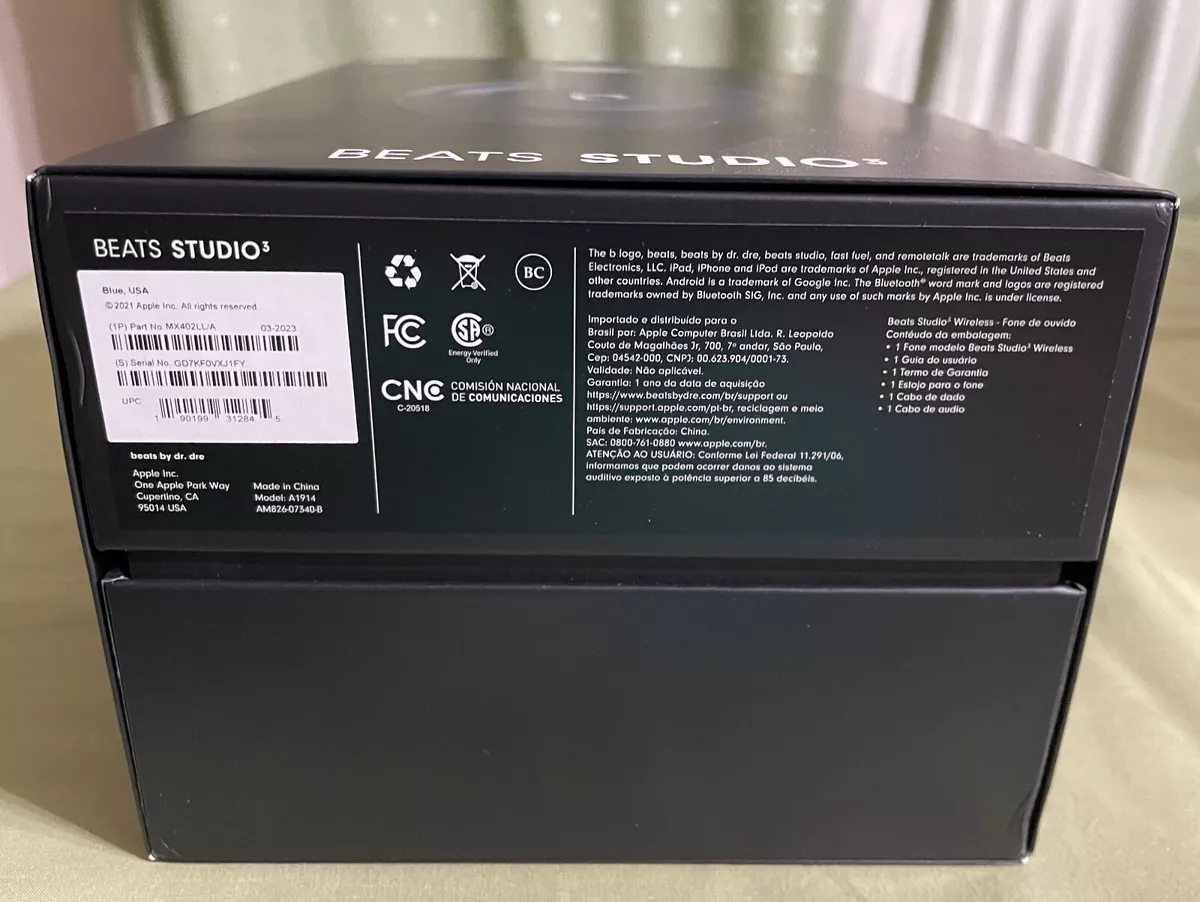 BEATS STUDIO³
BEATS STUDIO³
Blue, USA
©2021 Apple Inc. All rights reserved.
(1P) Part No. MX402LL/A 03-2023
(S) Serial No. GD7KF0VXJ1FY
UPC
1 90199 31284 5
beats by dr. dre
Apple Inc.
One Apple Park Way
Cupertino, CA
95014 USA
Made in China
Model: A1914
AM826-07340-B
BC
FC
SA®
Energy Verified
Only
CNC COMISIÓN NACIONAL
DE COMUNICACIONES
C-20518
The b logo, beats, beats by dr. dre, beats studio, fast fuel, and remotetalk are trademarks of Beats
Electronics, LLC. iPad, iPhone and iPod are trademarks of Apple Inc., registered in the United States and
other countries. Android is a trademark of Google Inc. The Bluetooth® word mark and logos are registered
trademarks owned by Bluetooth SIG, Inc. and any use of such marks by Apple Inc. is under license.
Importado e distribuído para o
Brasil por: Apple Computer Brasil Ltda. R. Leopoldo
Couto de Magalhães Jr, 700, 7º andar, São Paulo,
Cep: 04542-000, CNPJ: 00.623.904/0001-73.
Validade: Não aplicável.
Garantia: 1 ano da data de aquisição
https://www.beatsbydre.com/br/support ou
https://support.apple.com/pt-br, reciclagem e meio
ambiente: www.apple.com/br/environment.
País de Fabricação: China.
SAC: 0800-761-0880 www.apple.com/br.
ATENÇÃO AO USUÁRIO: Conforme Lei Federal 11.291/06,
informamos que podem ocorrer danos ao sistema
auditivo exposto à potência superior a 85 decibéis.
Beats Studio³ Wireless - Fone de ouvido
Contéudo da embalagem:
• 1 Fone modelo Beats Studio³ Wireless
• 1 Guia do usuário
• 1 Termo de Garantia
• 1 Estojo para o fone
• 1 Cabo de dado
• 1 Cabo de audio